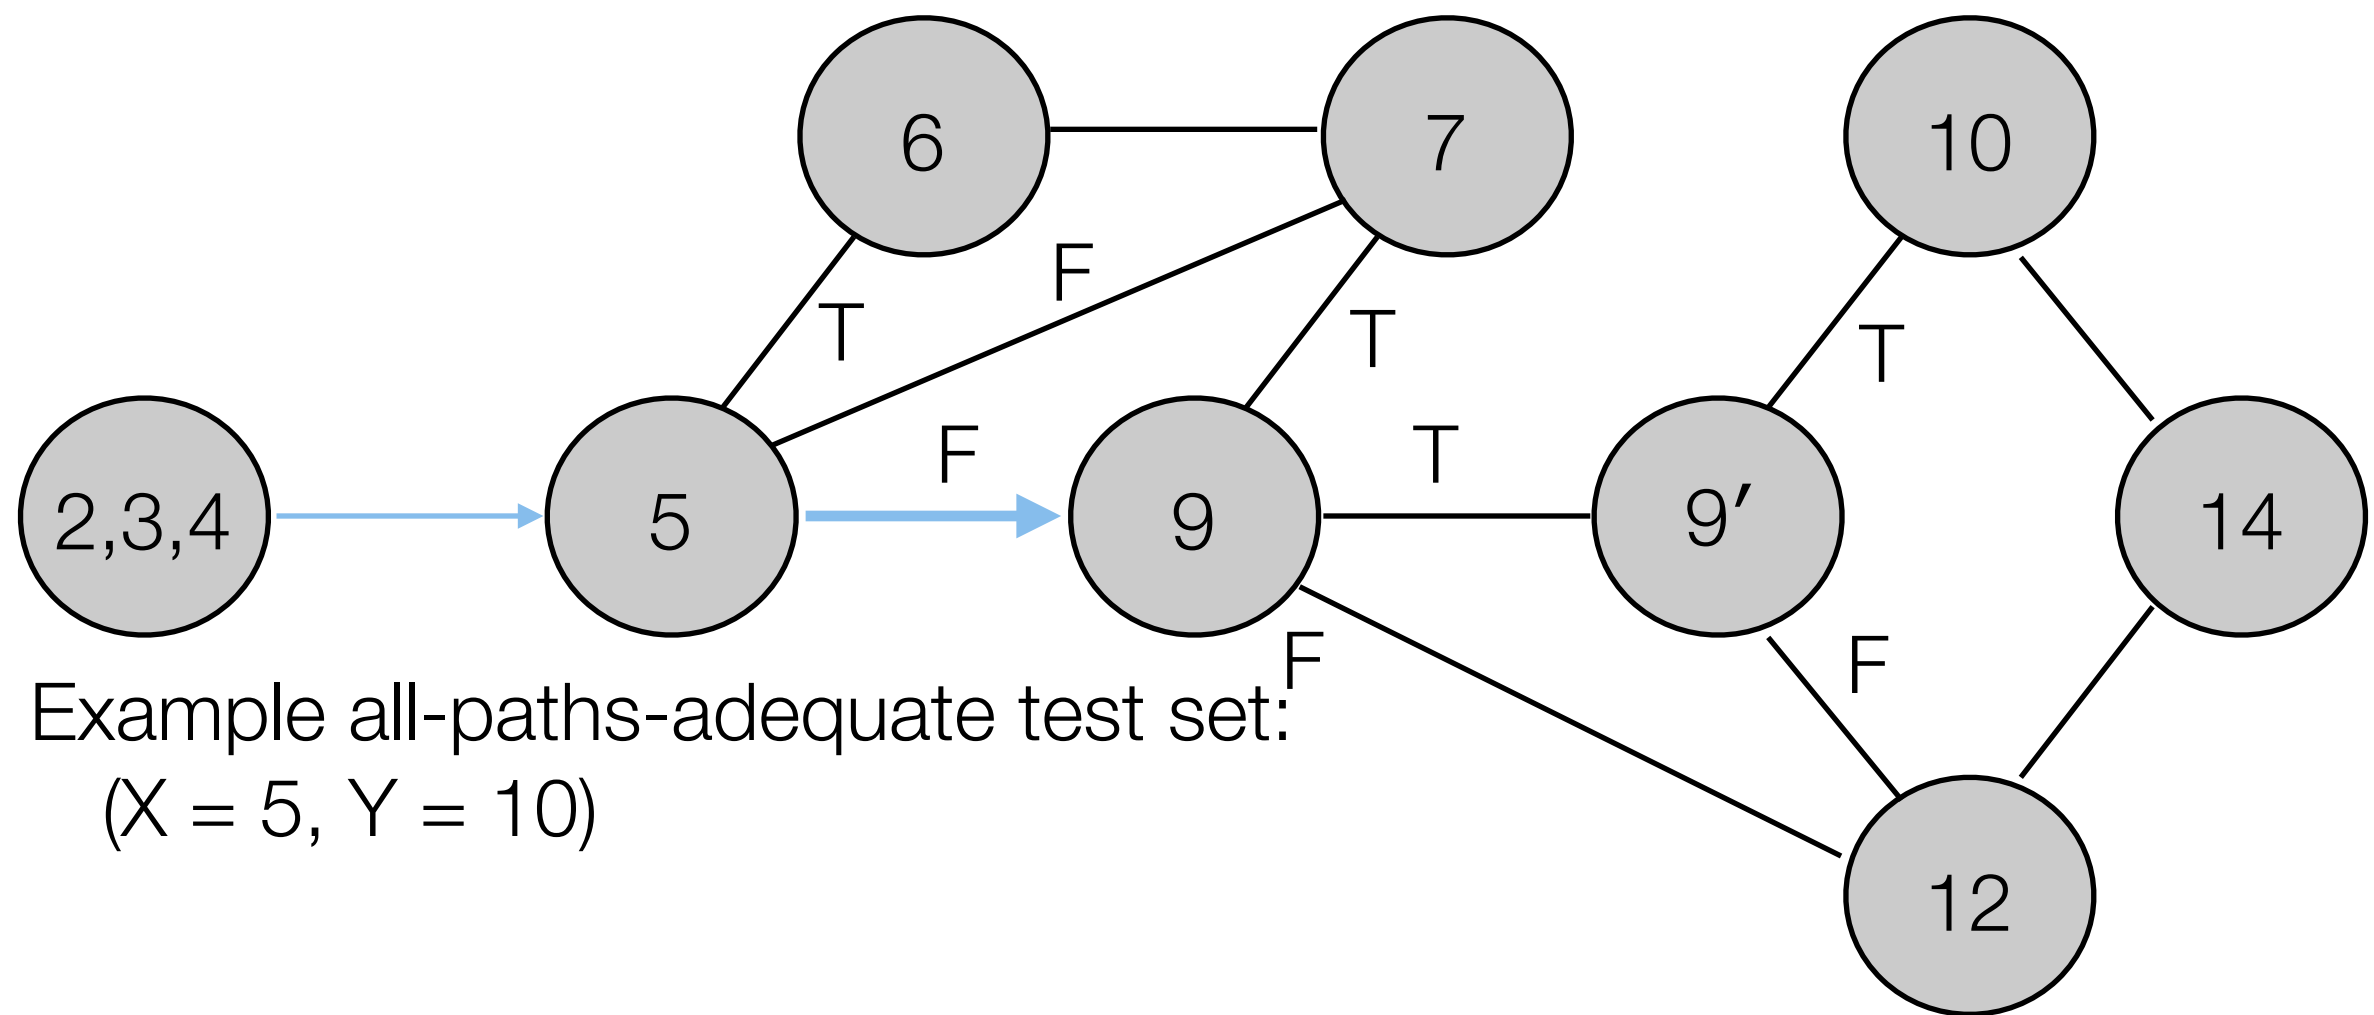 6
7
10
F
T
T
T
F
T
2,3,4
5
9
9′
14
F
F
Example all-paths-adequate test set:
(X = 5, Y = 10)
12